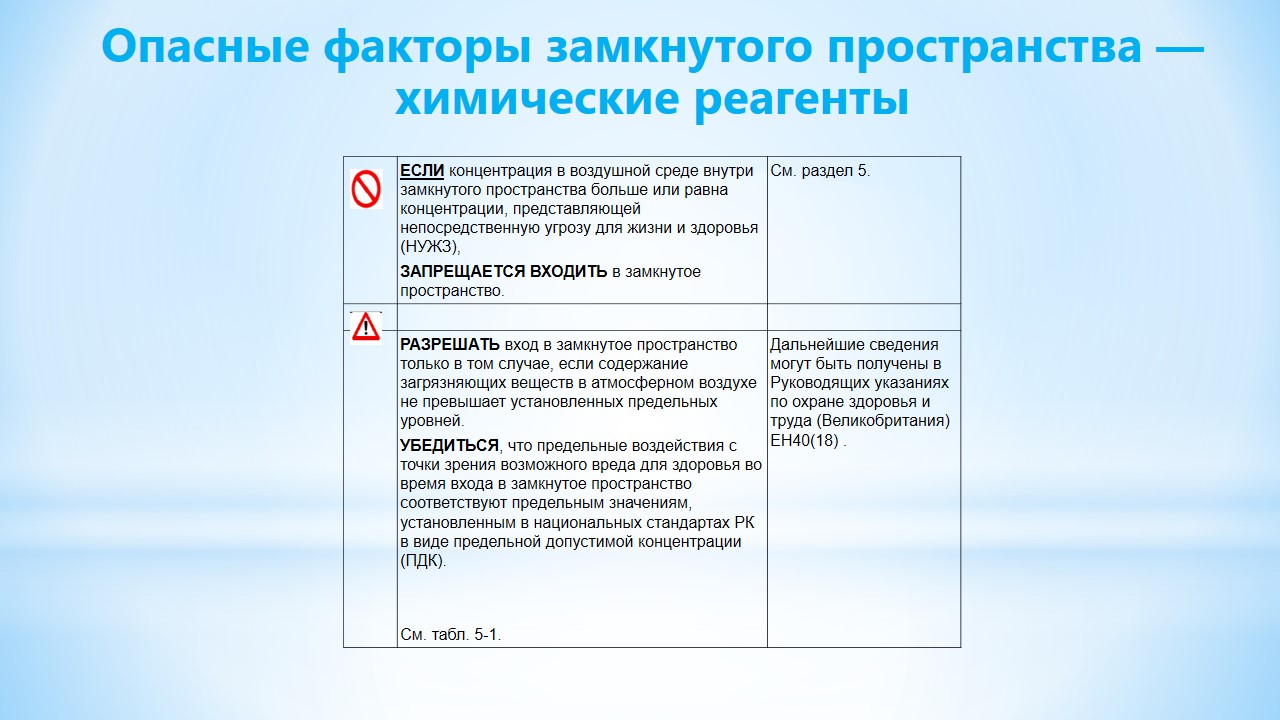 Опасные факторы замкнутого пространства —
химические реагенты
ЕСЛИ концентрация в воздушной среде внутри
замкнутого пространства больше или равна
концентрации, представляющей
непосредственную угрозу для жизни и здоровья
(НУЖЗ),
ЗАПРЕЩАЕТСЯ ВХОДИТЬ в замкнутое
пространство.
См. раздел 5.
РАЗРЕШАТЬ вход в замкнутое пространство
только в том случае, если содержание
загрязняющих веществ в атмосферном воздухе
не превышает установленных предельных
уровней.
УБЕДИТЬСЯ, что предельные воздействия с
точки зрения возможного вреда для здоровья во
время входа в замкнутое пространство
соответствуют предельным значениям,
установленным в национальных стандартах РК
в виде предельной допустимой концентрации
(ПДК).
См. табл. 5-1.
Дальнейшие сведения
могут быть получены в
Руководящих указаниях
по охране здоровья и
труда (Великобритания)
EH40(18) .